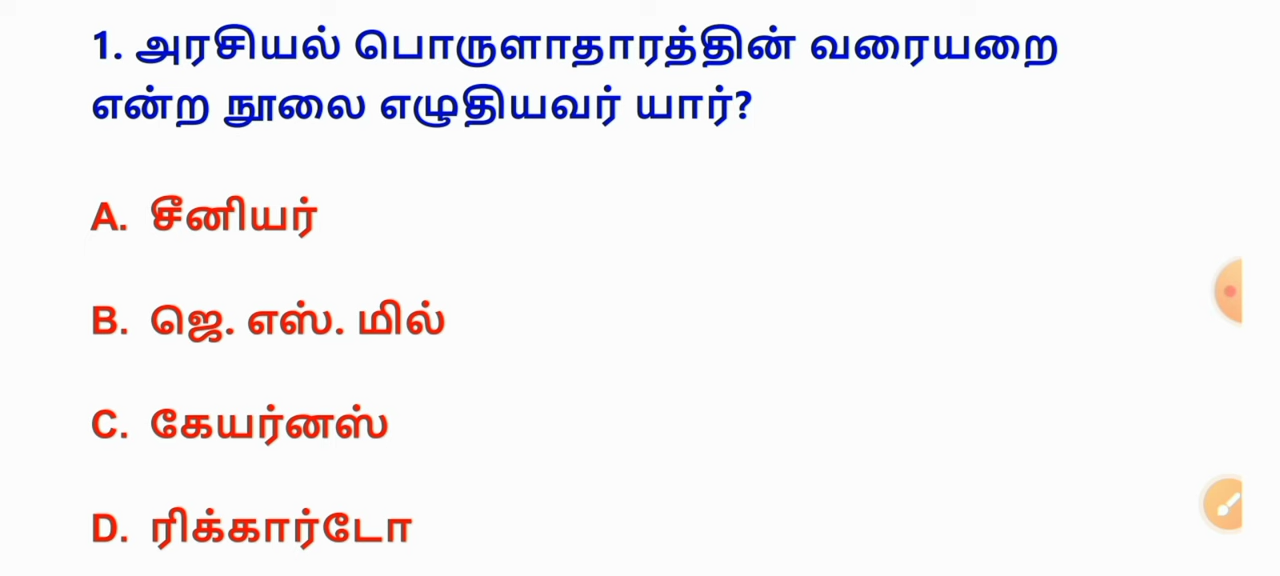 1. அரசியல் பொருளாதாரத்தின் வரையறை
என்ற நூலை எழுதியவர் யார்?
A. சீனியர்
B. ஜெ. எஸ். மில்
C. கேயர்னஸ்
D. ரிக்கார்டோ